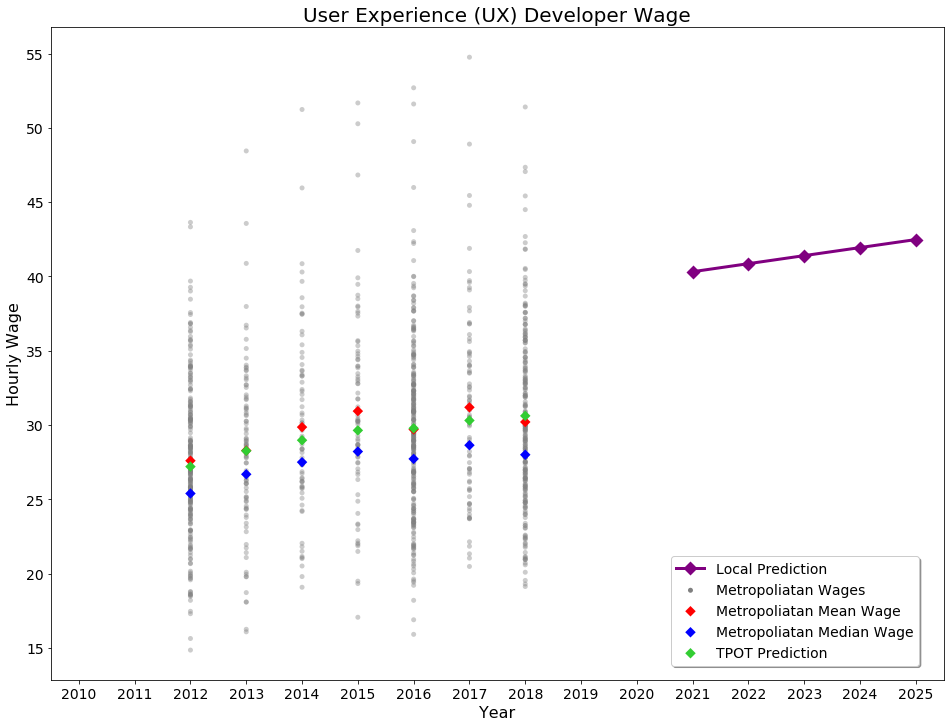 User Experience (UX) Developer Wage
Hourly Wage
55
50
45
40
35
30
25
20
15
Local Prediction
Metropoliatan Wages
Metropoliatan Mean Wage
Metropoliatan Median Wage
TPOT Prediction
2010 2011 2012 2013 2014 2015 2016 2017 2018 2019 2020 2021 2022 2023 2024 2025
Year